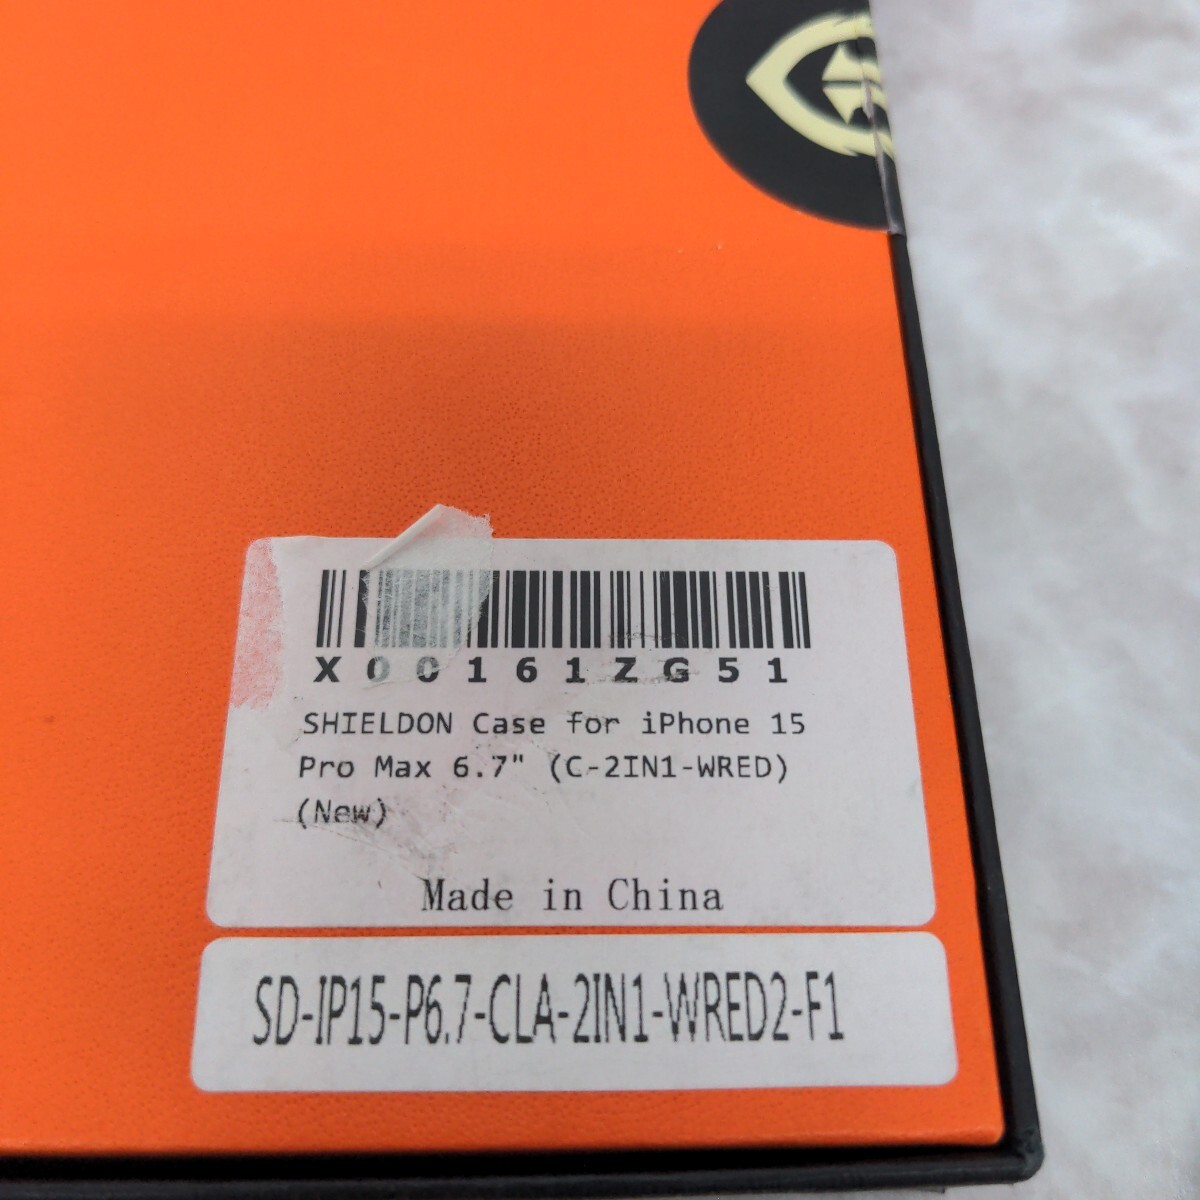 X00161ZG51
SHIELDON Case for iPhone 15
Pro Max 6.7" (C-2IN1-WRED)
(New)
Made in China
SD-IP15-P6.7-CLA-2IN1-WRED2-F1